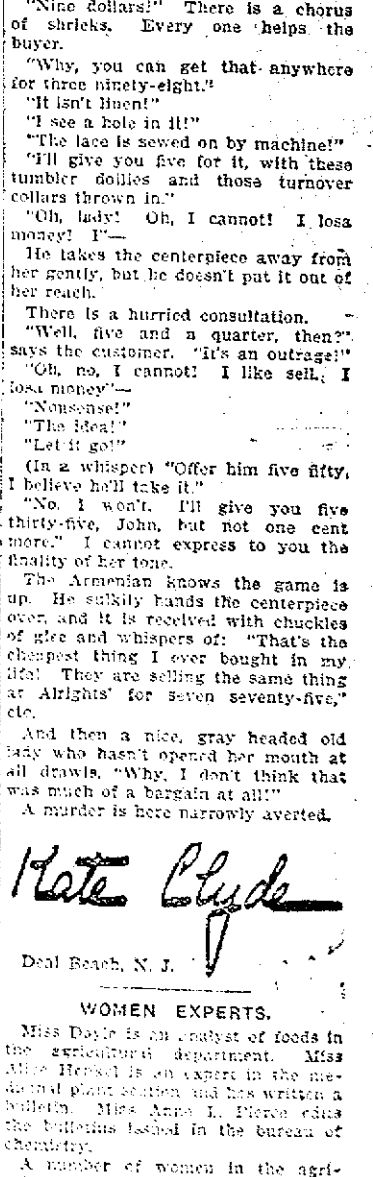 "Nine dollars!" There is a chorus
of shrieks. Every one helps the
buyer.
"Why, you can get that anywhere
for three ninety-eight."
"It isn't linen!"
"I see a hole in it!"
"The lace is sewed on by machine!"
"I'll give you five for it, with these
tumbler doilies and those turnover
collars thrown in."
"Oh, lady! Oh, I cannot! I losa
money! I"—
He takes the centerpiece away from
her gently, but he doesn't put it out of
her reach.
There is a hurried consultation.
"Well, five and a quarter, then?"
says the customer. "It's an outrage!"
"Oh, no, I cannot! I like sell. I
losa money"—
"Nonsense!"
"The idea!"
"Let it go!"
(In a whisper) "Offer him five fifty,
I believe he'll take it."
"No. I won't. I'll give you five
thirty-five, John, but not one cent
more." I cannot express to you the
finality of her tone.
The Armenian knows the game is
up. He sulkily hands the centerpiece
over, and it is received with chuckles
of glee and whispers of: "That's the
cheapest thing I ever bought in my
life! They are selling the same thing
at Alrights' for seven seventy-five,"
etc.
And then a nice, gray headed old
lady who hasn't opened her mouth at
all drawls, "Why, I don't think that
was much of a bargain at all!"
A murder is here narrowly averted.
Kate Clyde
Deal Beach, N. J.
WOMEN EXPERTS.
Miss Doyle is an analyst of foods in
the agricultural department. Miss
Alice Henkel is an expert in the me-
dicinal plant section and has written a
bulletin. Miss Anna L. Pierce edits
the bulletins issued in the bureau of
chemistry.
A number of women in the agri-